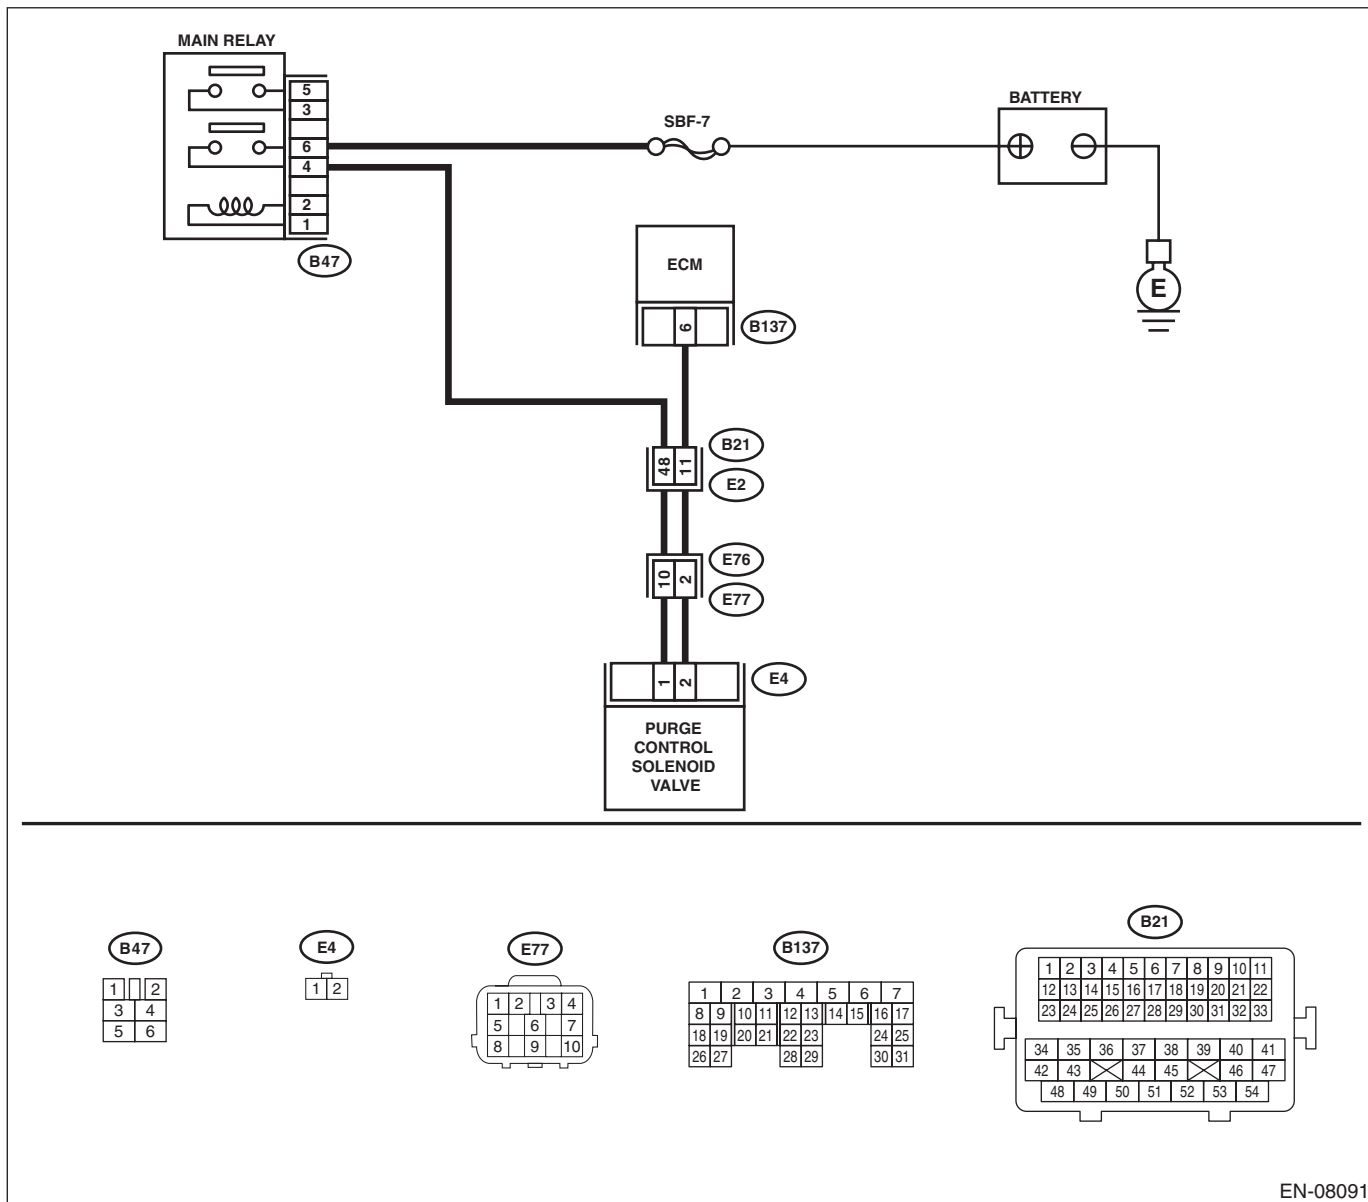 MAIN RELAY
5
3
6
4
2
1
B47
SBF-7
BATTERY
E
ECM
6
B137
48 11
B21
E2
10 2
E76
E77
1 2
E4
PURGE
CONTROL
SOLENOID
VALVE
B47
1 2
3 4
5 6
E4
1 2
E77
1 2 3 4
5 6 7
8 9 10
B137
1 2 3 4 5 6 7
8 9 10 11 12 13 14 15 16 17
18 19 20 21 22 23 24 25
26 27 28 29 30 31
B21
1 2 3 4 5 6 7 8 9 10 11
12 13 14 15 16 17 18 19 20 21 22
23 24 25 26 27 28 29 30 31 32 33
34 35 36 37 38 39 40 41
42 43 44 45 46 47
48 49 50 51 52 53 54
EN-08091